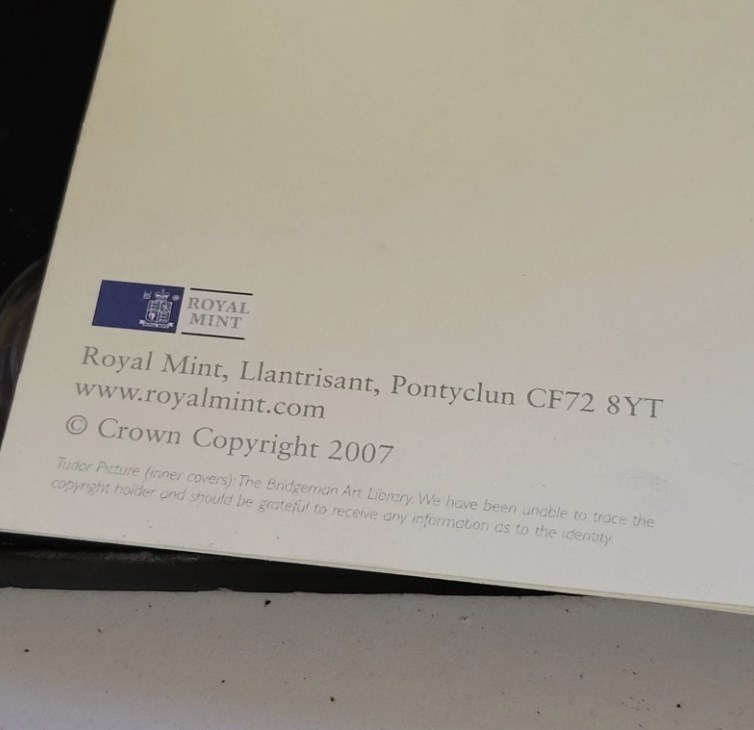 ROYAL
MINT
Royal Mint, Llantrisant, Pontyclun CF72 8YT
www.royalmint.com
© Crown Copyright 2007
Tudor Picture (inner covers): The Bridgeman Art Library. We have been unable to trace the
copyright holder and should be grateful to receive any information as to the identity.